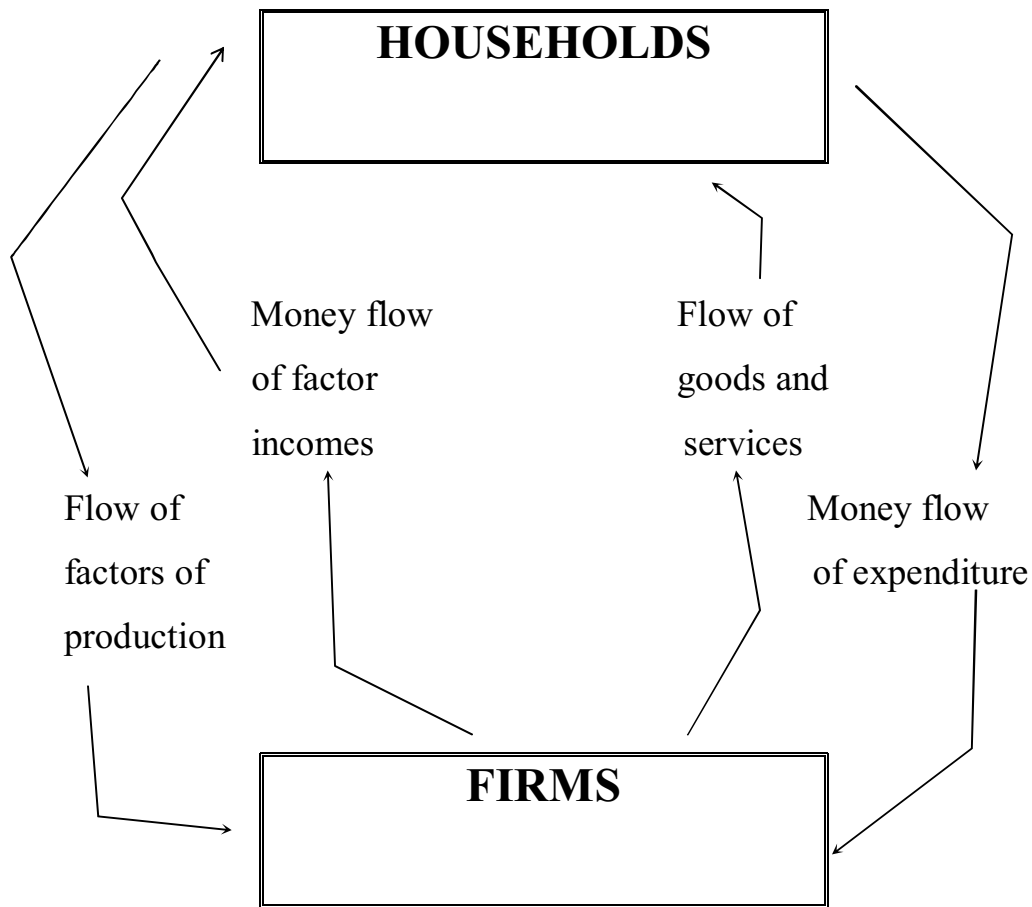 HOUSEHOLDS
Money flow
of factor
incomes
Flow of
goods and
services
Flow of
factors of
production
Money flow
of expenditure
FIRMS